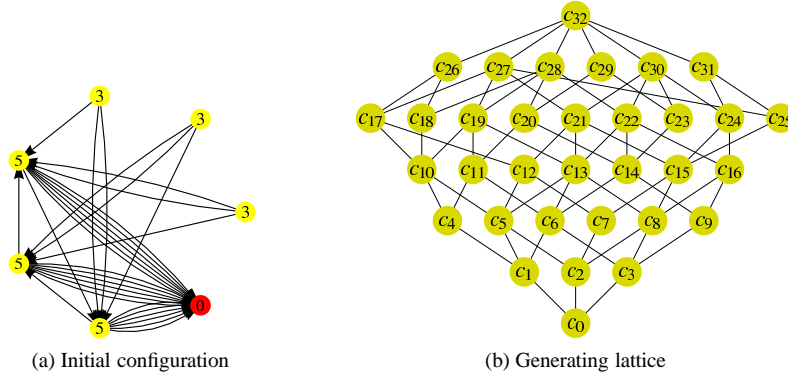 c32
3
c26 c27 c28 c29 c30 c31
3
c17 c18 c19 c20 c21 c22 c23 c24 c25
5
c10 c11 c12 c13 c14 c15 c16
3
c4 c5 c6 c7 c8 c9
5
c1 c2 c3
0
5
c0
(a) Initial configuration
(b) Generating lattice